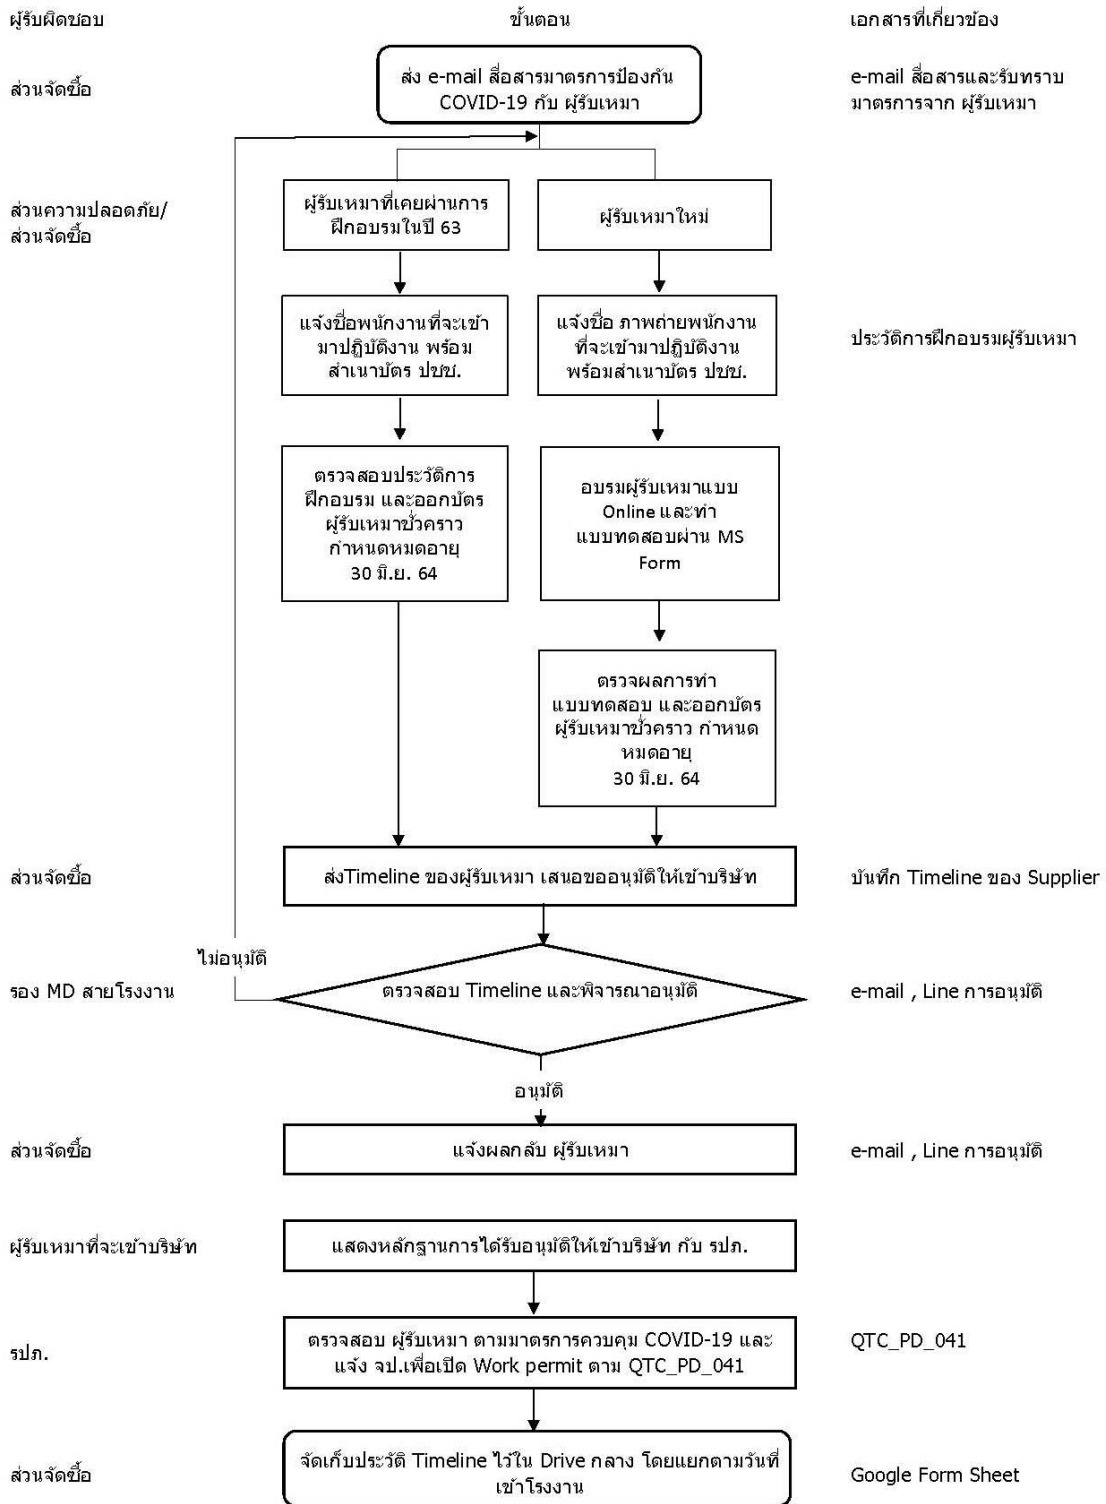 ผู้รับผิดชอบ
ขั้นตอน
เอกสารที่เกี่ยวข้อง
ส่วนจัดซื้อ
ส่ง e-mail สื่อสารมาตรการป้องกัน
COVID-19 กับ ผู้รับเหมา
e-mail สื่อสารและรับทราบ
มาตรการจาก ผู้รับเหมา
ส่วนความปลอดภัย/
ส่วนจัดซื้อ
ผู้รับเหมาที่เคยผ่านการ
ฝึกอบรมในปี 63
ผู้รับเหมาใหม่
แจ้งชื่อพนักงานที่จะเข้า
มาปฏิบัติงาน พร้อม
สำเนาบัตร ปชช.
แจ้งชื่อ ภาพถ่ายพนักงาน
ที่จะเข้ามาปฏิบัติงาน
พร้อมสำเนาบัตร ปชช.
ประวัติการฝึกอบรมผู้รับเหมา
ตรวจสอบประวัติการ
ฝึกอบรม และออกบัตร
ผู้รับเหมาชั่วคราว
กำหนดหมดอายุ
30 มิ.ย. 64
อบรมผู้รับเหมาแบบ
Online และทำ
แบบทดสอบผ่าน MS
Form
ตรวจผลการทำ
แบบทดสอบ และออกบัตร
ผู้รับเหมาชั่วคราว กำหนด
หมดอายุ
30 มิ.ย. 64
ส่วนจัดซื้อ
ส่งTimeline ของผู้รับเหมา เสนอขออนุมัติให้เข้าบริษัท
บันทึก Timeline ของ Supplier
ไม่อนุมัติ
รอง MD สายโรงงาน
ตรวจสอบ Timeline และพิจารณาอนุมัติ
e-mail , Line การอนุมัติ
อนุมัติ
ส่วนจัดซื้อ
แจ้งผลกลับ ผู้รับเหมา
e-mail , Line การอนุมัติ
ผู้รับเหมาที่จะเข้าบริษัท
แสดงหลักฐานการได้รับอนุมัติให้เข้าบริษัท กับ รปภ.
รปภ.
ตรวจสอบ ผู้รับเหมา ตามมาตรการควบคุม COVID-19 และ
แจ้ง จป.เพื่อเปิด Work permit ตาม QTC_PD_041
QTC_PD_041
ส่วนจัดซื้อ
จัดเก็บประวัติ Timeline ไว้ใน Drive กลาง โดยแยกตามวันที่
เข้าโรงงาน
Google Form Sheet